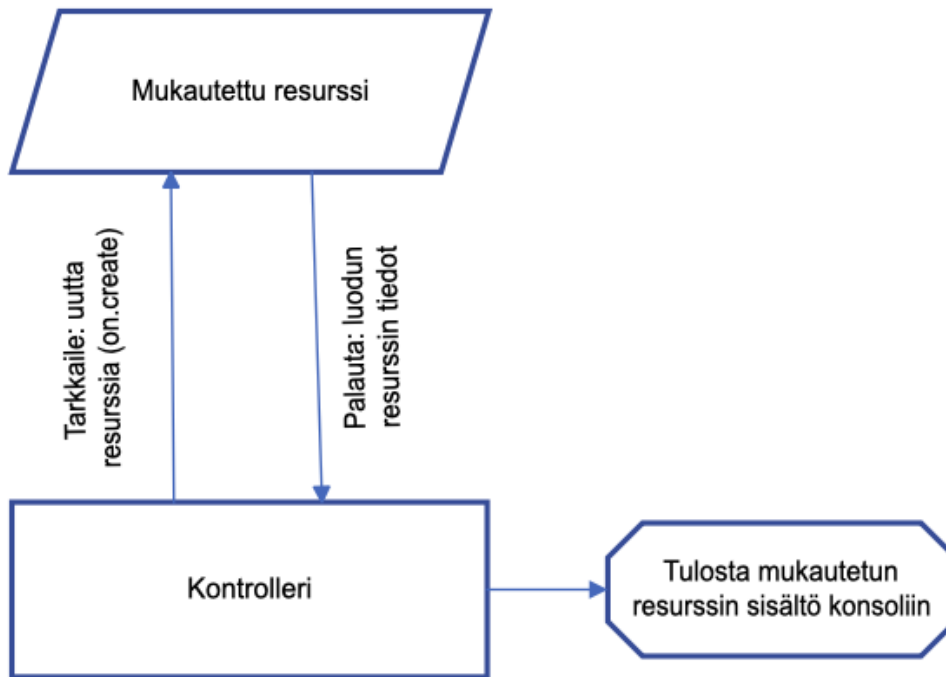 Mukautettu resurssi
Tarkkaile: uutta
resurssia (on.create)
Palauta: luodun
resurssin tiedot
Kontrolleri
Tulosta mukautetun
resurssin sisältö konsoliin